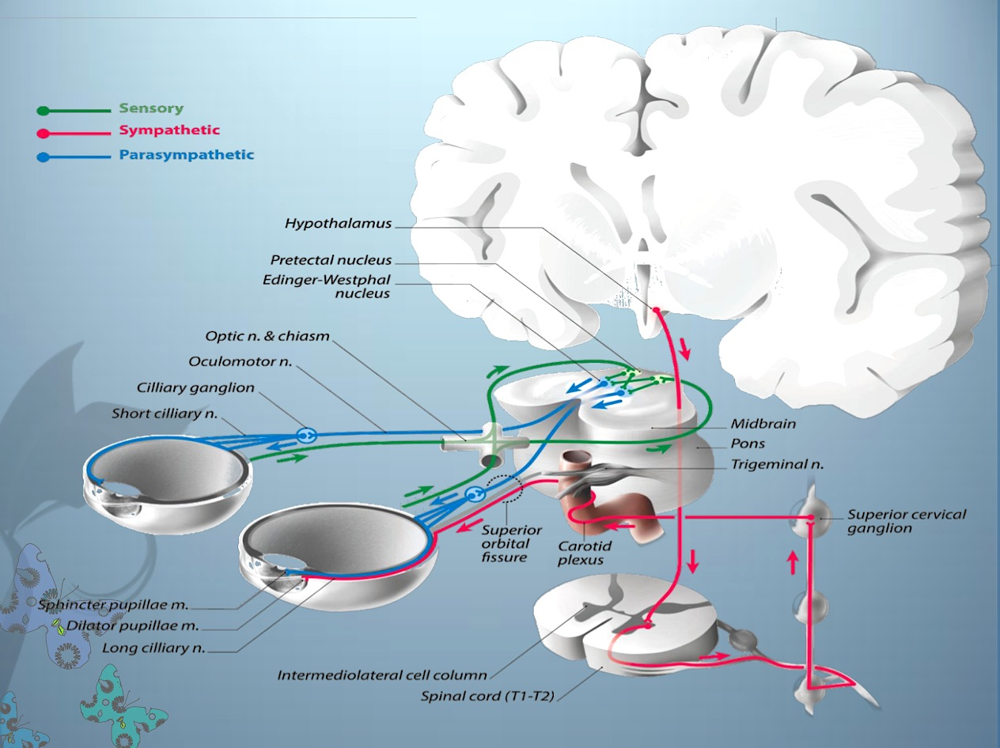 Sensory
Sympathetic
Parasympathetic
Hypothalamus
Pretectal nucleus
Edinger-Westphal
nucleus
Optic n. & chiasm
Oculomotor n.
Cilliary ganglion
Short cilliary n.
Midbrain
Pons
Trigeminal n.
Superior cervical
ganglion
Superior
orbital
fissure
Carotid
plexus
Sphincter pupillae m.
Dilator pupillae m.
Long cilliary n.
Intermediolateral cell column
Spinal cord (T1-T2)